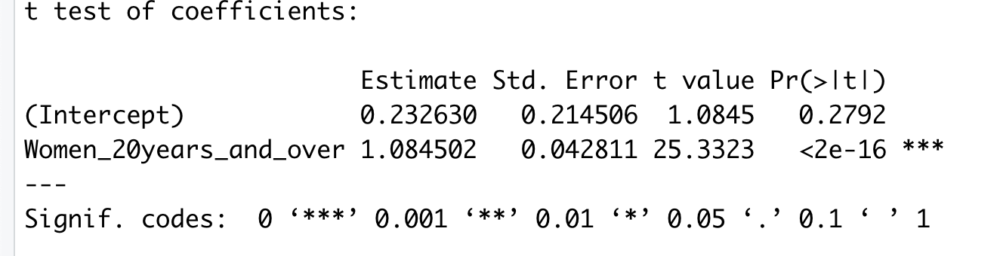 t test of coefficients:
Estimate Std. Error t value Pr(>|t|)
(Intercept) 0.232630 0.214506 1.0845 0.2792
Women_20years_and_over 1.084502 0.042811 25.3323 <2e-16 ***
---
Signif. codes: 0 ‘***’ 0.001 ‘**’ 0.01 ‘*’ 0.05 ‘.’ 0.1 ‘ ’ 1